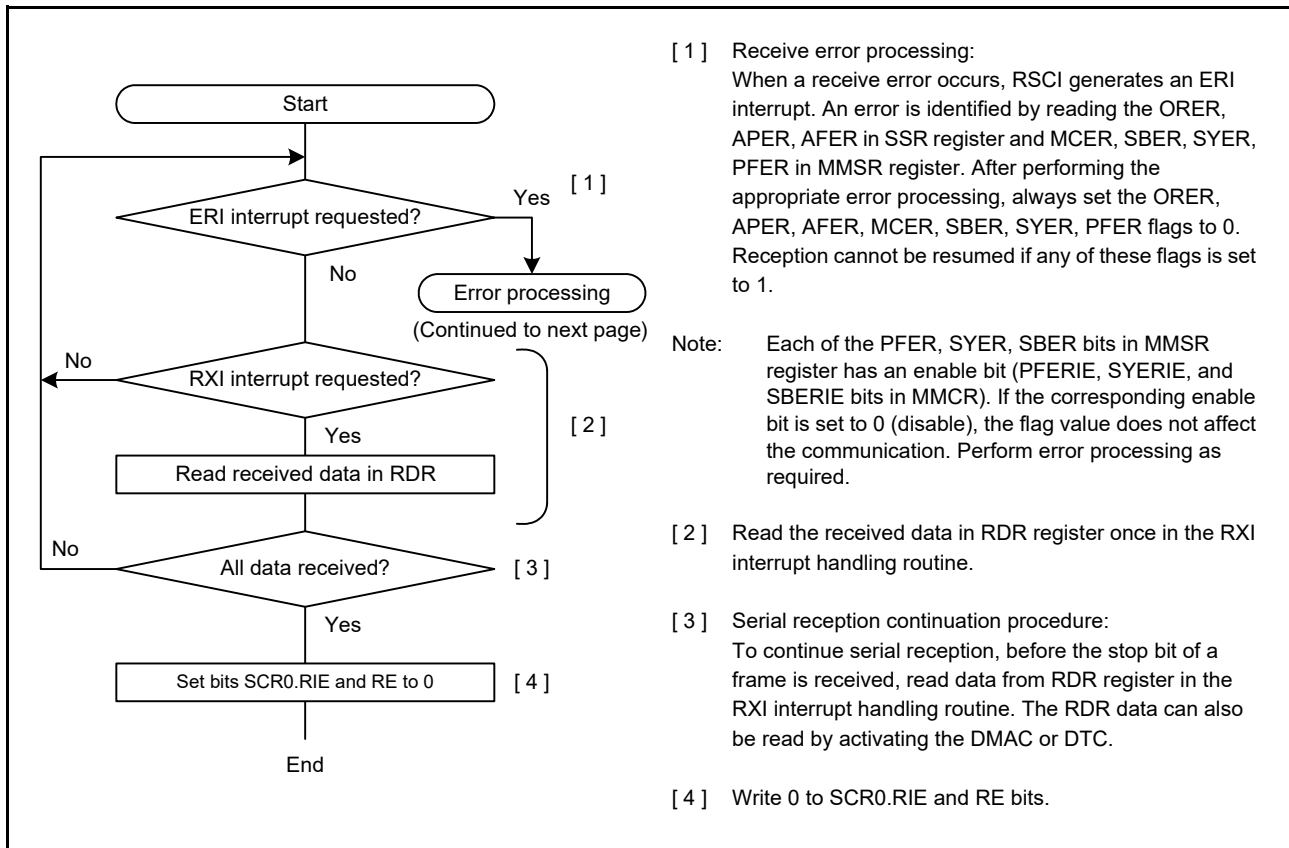 Start
ERI interrupt requested?
Yes
[ 1 ]
No
Error processing
(Continued to next page)
No
RXI interrupt requested?
[ 2 ]
Yes
Read received data in RDR
No
All data received?
[ 3 ]
Yes
Set bits SCR0.RIE and RE to 0
[ 4 ]
End
[ 1 ] Receive error processing:
When a receive error occurs, RSCI generates an ERI
interrupt. An error is identified by reading the ORER,
APER, AFER in SSR register and MCER, SBER, SYER,
PFER in MMSR register. After performing the
appropriate error processing, always set the ORER,
APER, AFER, MCER, SBER, SYER, PFER flags to 0.
Reception cannot be resumed if any of these flags is set
to 1.
Note: Each of the PFER, SYER, SBER bits in MMSR
register has an enable bit (PFERIE, SYERIE, and
SBERIE bits in MMCR). If the corresponding enable
bit is set to 0 (disable), the flag value does not affect
the communication. Perform error processing as
required.
[ 2 ] Read the received data in RDR register once in the RXI
interrupt handling routine.
[ 3 ] Serial reception continuation procedure:
To continue serial reception, before the stop bit of a
frame is received, read data from RDR register in the
RXI interrupt handling routine. The RDR data can also
be read by activating the DMAC or DTC.
[ 4 ] Write 0 to SCR0.RIE and RE bits.